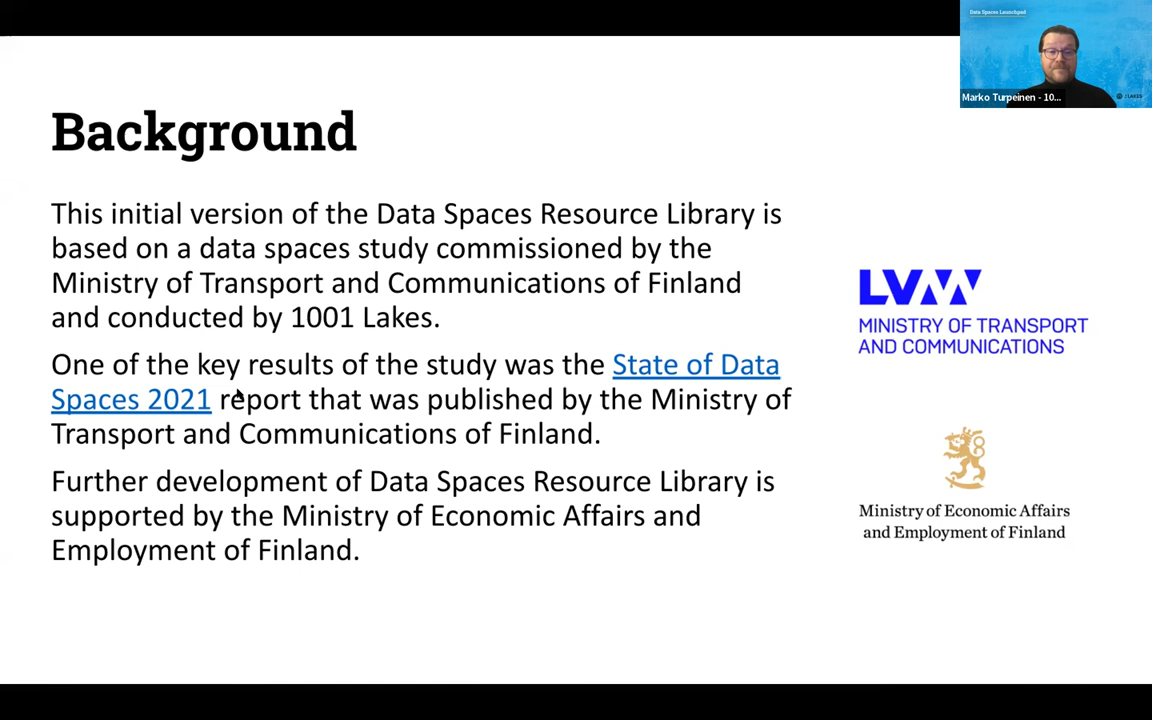 Data Spaces Launchpad
Marko Turpeinen - 10...
Background
This initial version of the Data Spaces Resource Library is
based on a data spaces study commissioned by the
Ministry of Transport and Communications of Finland
and conducted by 1001 Lakes.
One of the key results of the study was the State of Data
Spaces 2021 report that was published by the Ministry of
Transport and Communications of Finland.
Further development of Data Spaces Resource Library is
supported by the Ministry of Economic Affairs and
Employment of Finland.
LVM
MINISTRY OF TRANSPORT
AND COMMUNICATIONS
Ministry of Economic Affairs
and Employment of Finland